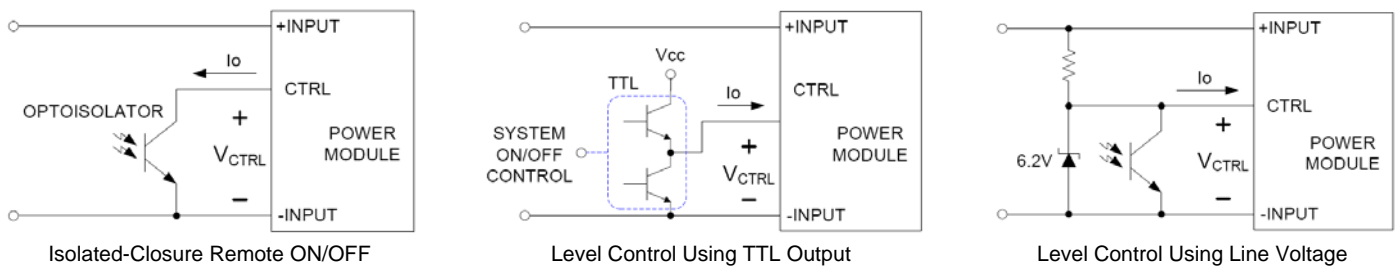 +INPUT
Io
CTRL
OPTOISOLATOR
+
POWER
MODULE
VCTRL
−
-INPUT
Isolated-Closure Remote ON/OFF
+INPUT
Vcc
TTL
Io
CTRL
SYSTEM
ON/OFF
CONTROL
+
POWER
MODULE
VCTRL
−
-INPUT
Level Control Using TTL Output
+INPUT
Io
CTRL
+
POWER
MODULE
6.2V
VCTRL
−
-INPUT
Level Control Using Line Voltage